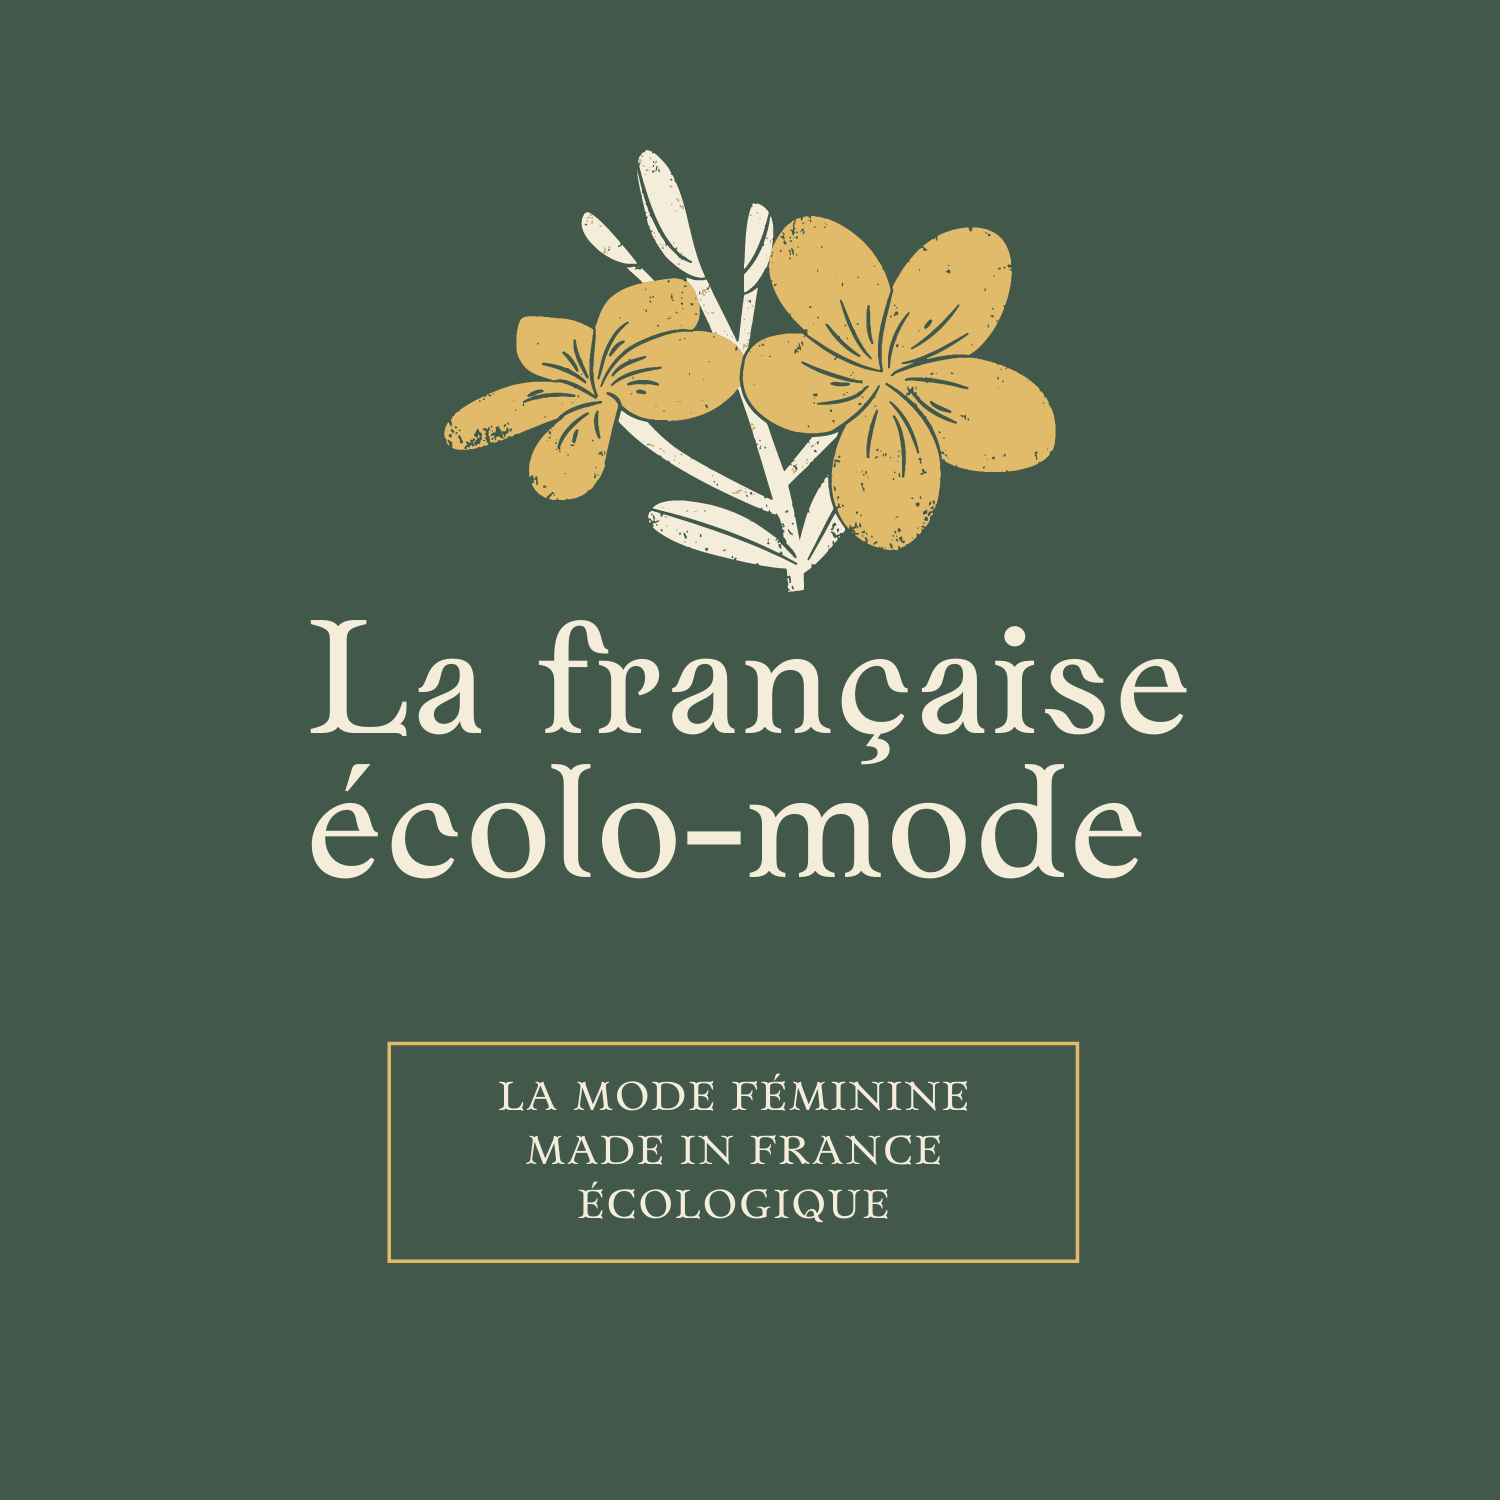 La française
écolo-mode
LA MODE FÉMININE
MADE IN FRANCE
ÉCOLOGIQUE